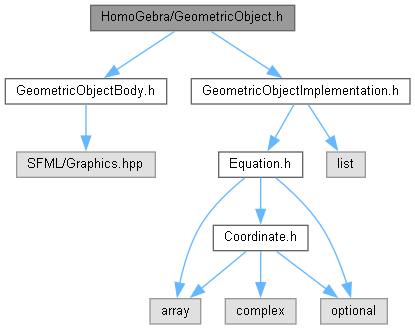 HomoGebra/GeometricObject.h
GeometricObjectBody.h
GeometricObjectImplementation.h
SFML/Graphics.hpp
Equation.h
list
Coordinate.h
array
complex
optional